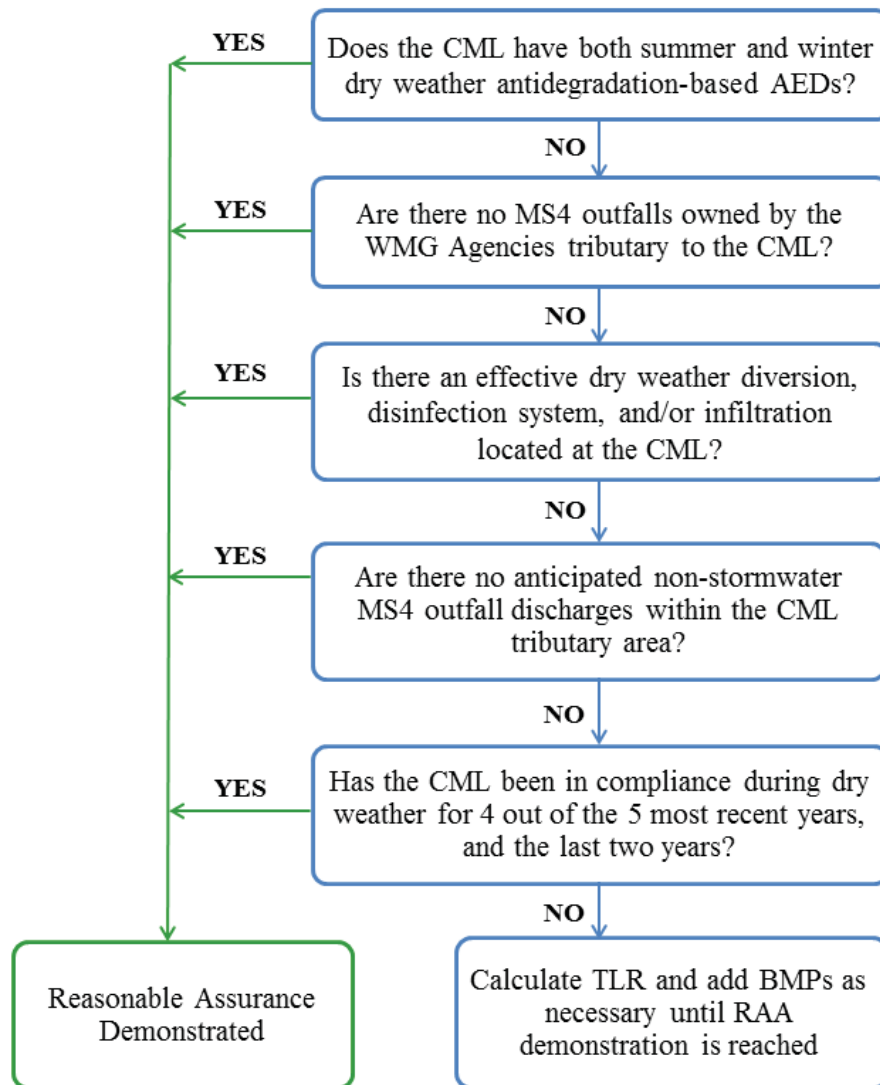 YES
Does the CML have both summer and winter
dry weather antidegradation-based AEDs?
NO
YES
Are there no MS4 outfalls owned by the
WMG Agencies tributary to the CML?
NO
YES
Is there an effective dry weather diversion,
disinfection system, and/or infiltration
located at the CML?
NO
YES
Are there no anticipated non-stormwater
MS4 outfall discharges within the CML
tributary area?
NO
YES
Has the CML been in compliance during dry
weather for 4 out of the 5 most recent years,
and the last two years?
NO
Reasonable Assurance
Demonstrated
Calculate TLR and add BMPs as
necessary until RAA
demonstration is reached